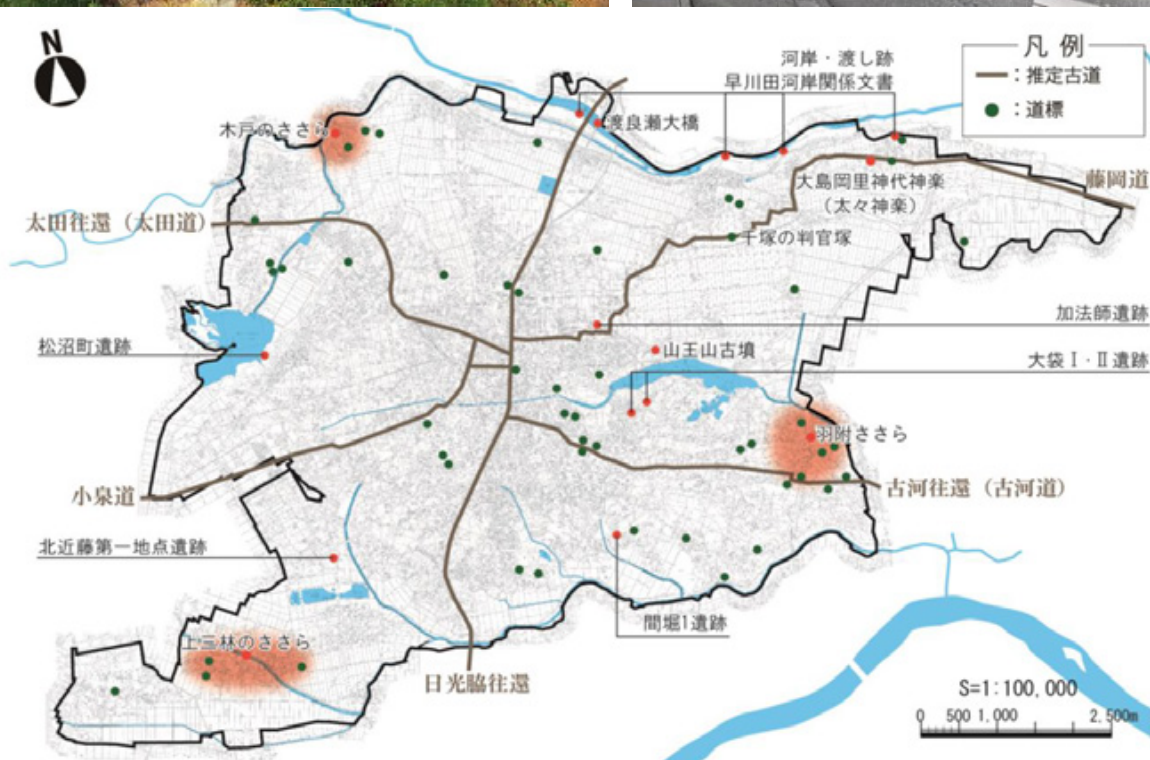 N
河岸・渡し跡
早川田河岸関係文書
凡例
：推定古道
：道標
木戸のささら
渡良瀬大橋
大島岡里神代神楽
（太々神楽）
藤岡道
太田往還（太田道）
千塚の判官塚
加法師遺跡
松沼町遺跡
山王山古墳
大袋Ⅰ・Ⅱ遺跡
羽附ささら
小泉道
古河往還（古河道）
北近藤第一地点遺跡
間堀1遺跡
上三林のささら
日光脇往還
S=1:100,000
0 500 1,000 2,500m